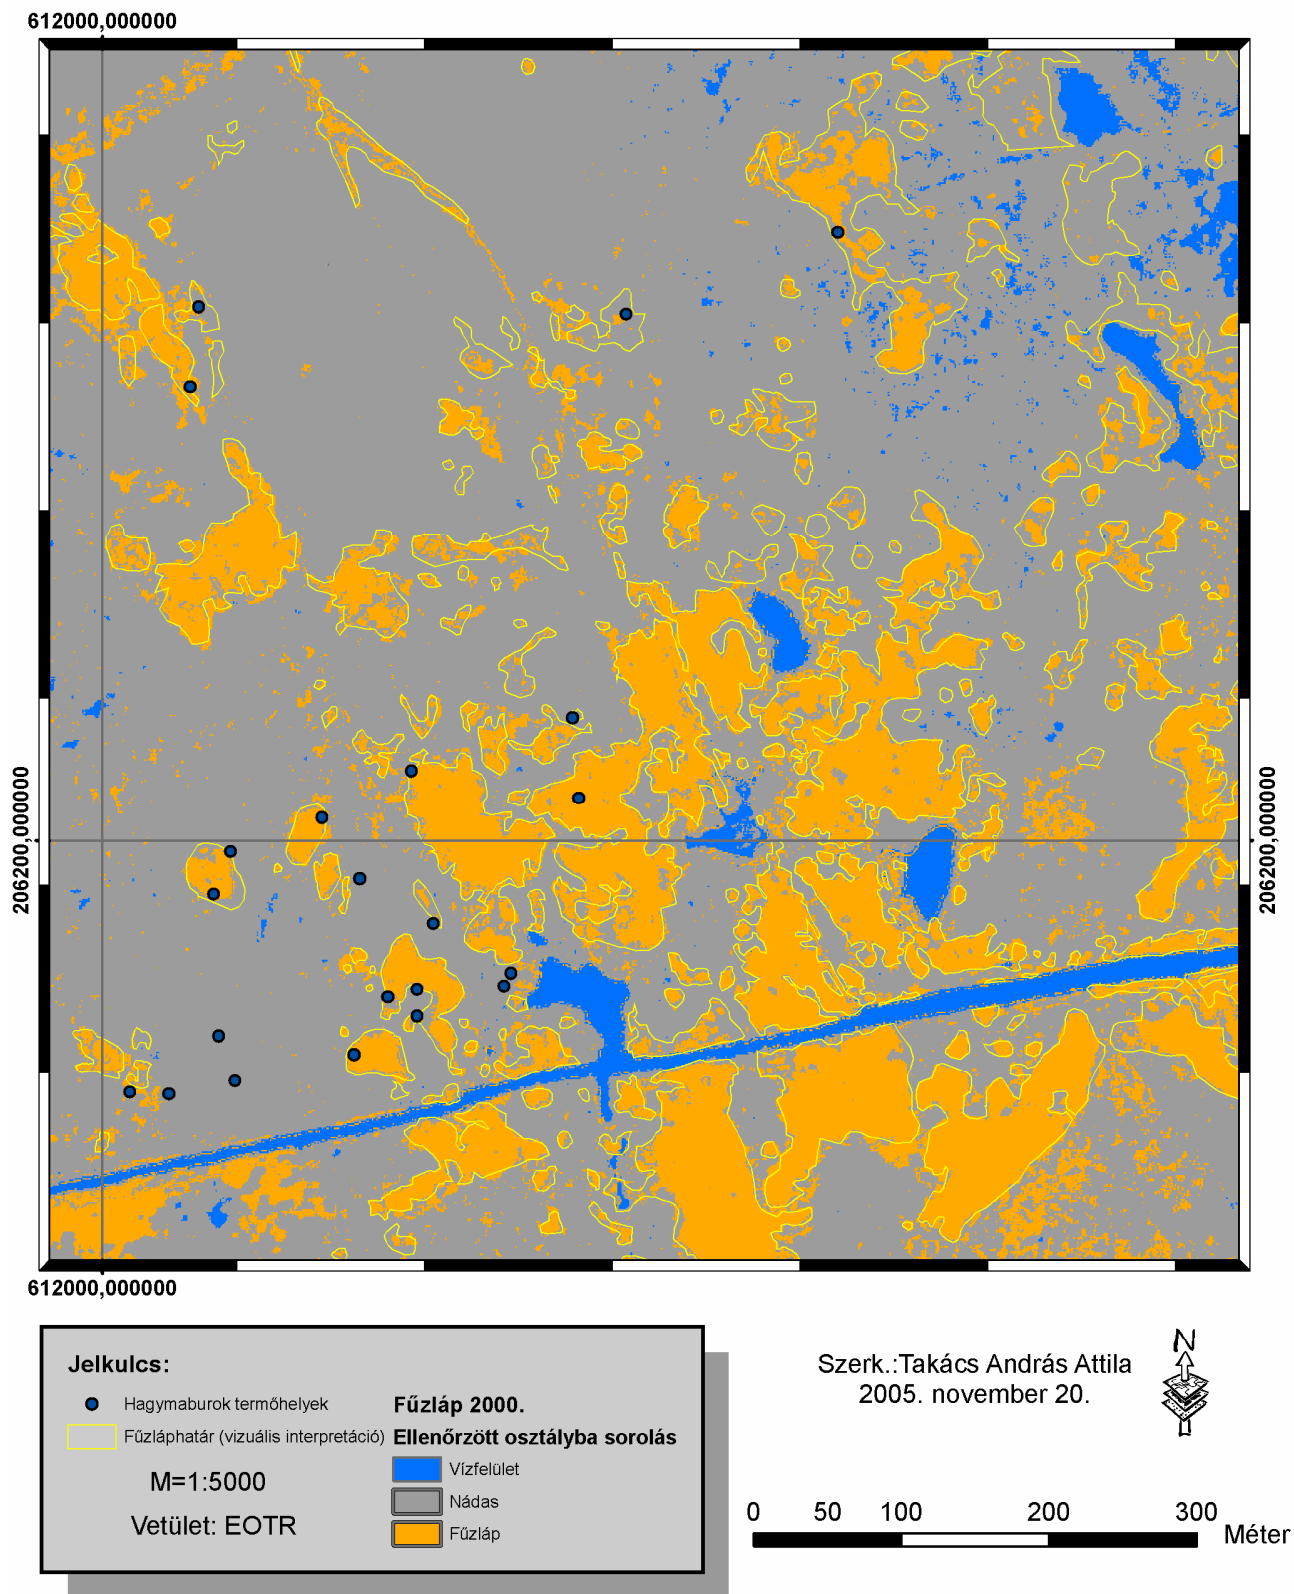 612000,000000
206200,000000
206200,000000
612000,000000
Jelkulcs:
Hagymaburok termőhelyek
Fűzláphatár (vizuális interpretáció)
M=1:5000
Vetület: EOTR
Fűzláp 2000.
Ellenőrzött osztályba sorolás
Vízfelület
Nádas
Fűzláp
Szerk.:Takács András Attila
2005. november 20.
N
0 50 100 200 300
Méter